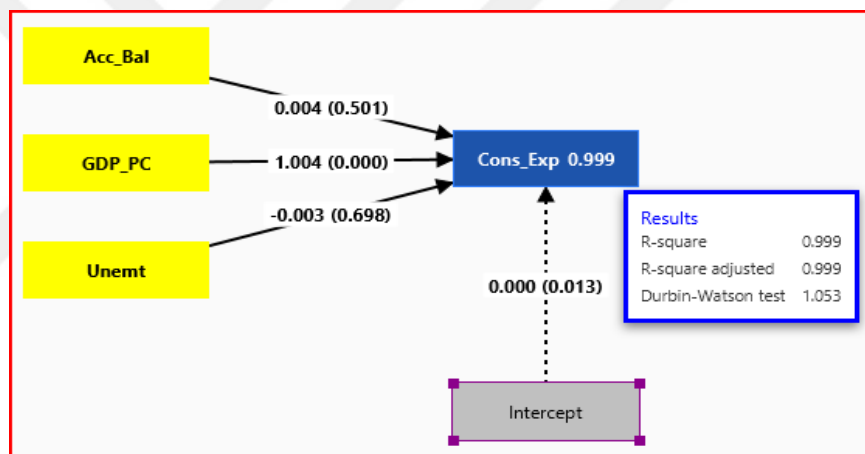 Acc_Bal
0.004 (0.501)
GDP_PC
1.004 (0.000)
Cons_Exp 0.999
Unemt
-0.003 (0.698)
Results
R-square 0.999
R-square adjusted 0.999
Durbin-Watson test 1.053
0.000 (0.013)
Intercept